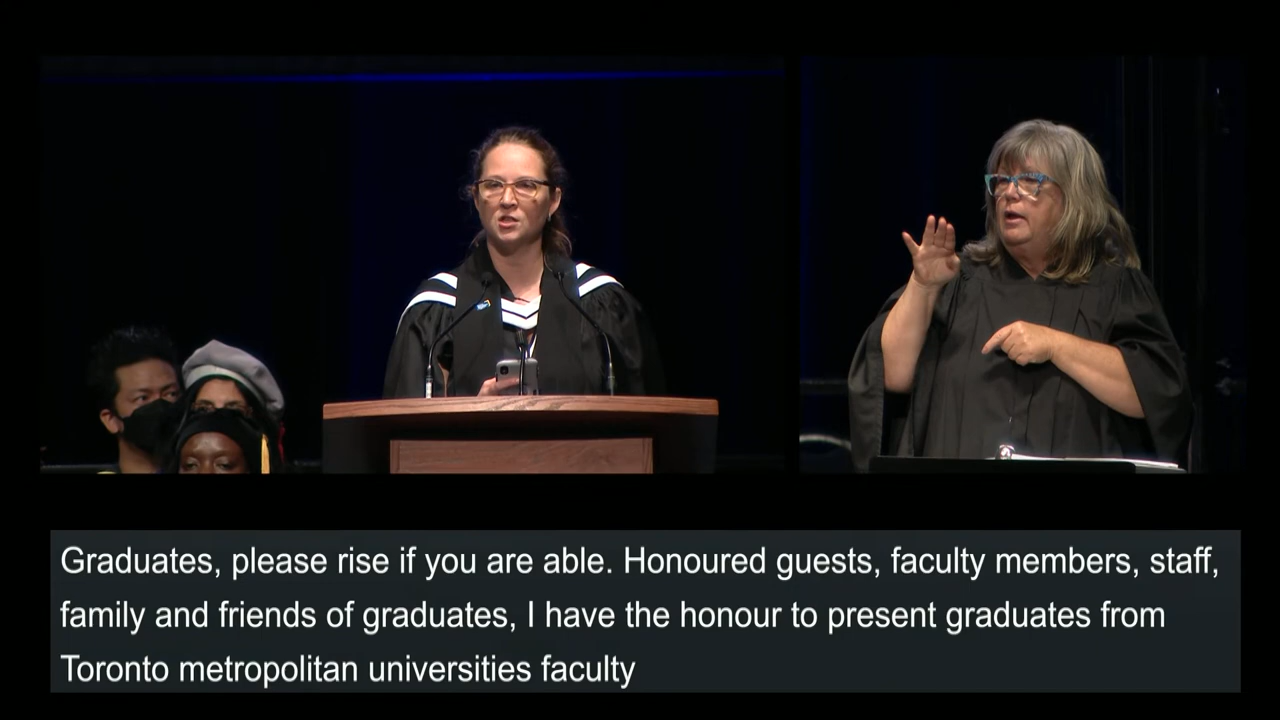 Graduates, please rise if you are able. Honoured guests, faculty members, staff,
family and friends of graduates, I have the honour to present graduates from
Toronto metropolitan universities faculty